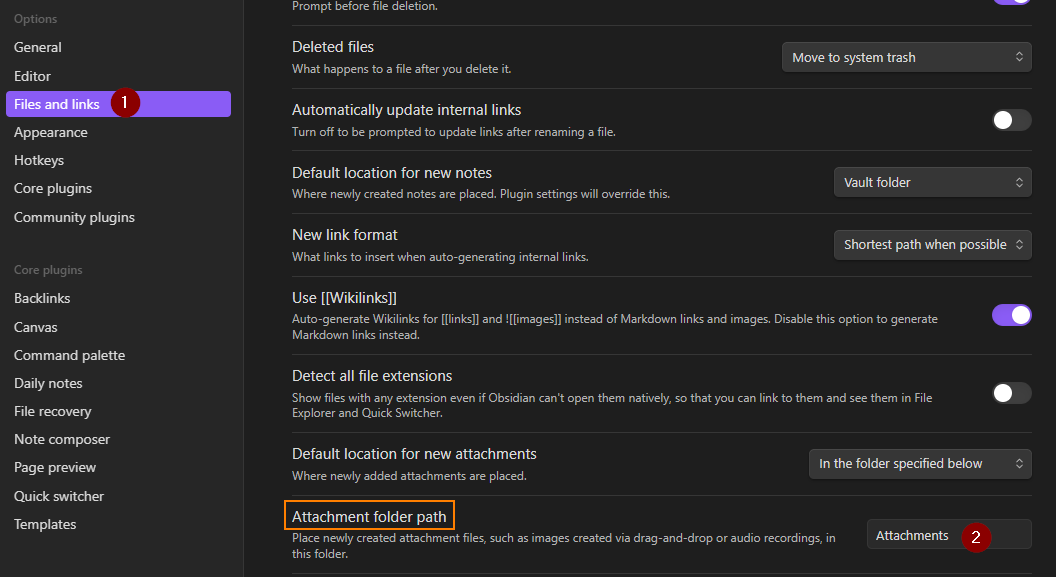 Options
General
Editor
Files and links
1
Appearance
Hotkeys
Core plugins
Community plugins
Core plugins
Backlinks
Canvas
Command palette
Daily notes
File recovery
Note composer
Page preview
Quick switcher
Templates
Prompt before file deletion.
Deleted files
What happens to a file after you delete it.
Move to system trash
Automatically update internal links
Turn off to be prompted to update links after renaming a file.
Default location for new notes
Where newly created notes are placed. Plugin settings will override this.
Vault folder
New link format
What links to insert when auto-generating internal links.
Shortest path when possible
Use [[Wikilinks]]
Auto-generate Wikilinks for [[links]] and ![[images]] instead of Markdown links and images. Disable this option to generate
Markdown links instead.
Detect all file extensions
Show files with any extension even if Obsidian can't open them natively, so that you can link to them and see them in File
Explorer and Quick Switcher.
Default location for new attachments
Where newly added attachments are placed.
In the folder specified below
Attachment folder path
Place newly created attachment files, such as images created via drag-and-drop or audio recordings, in
this folder.
Attachments
2